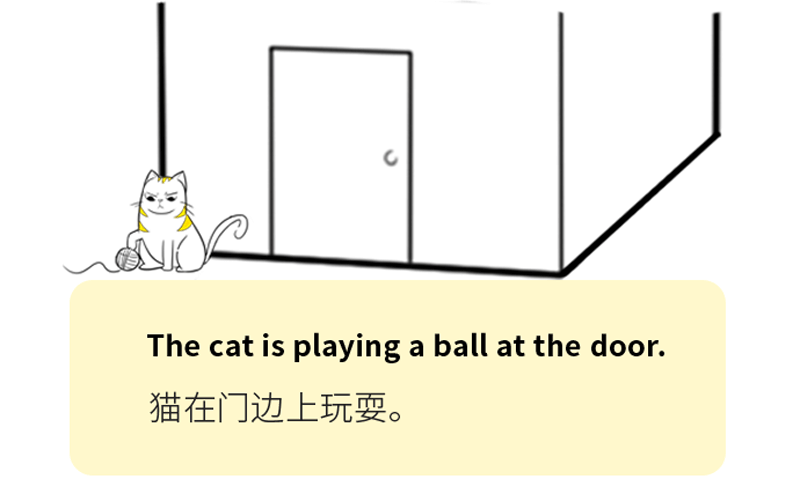 The cat is playing a ball at the door.
猫在门边上玩耍。